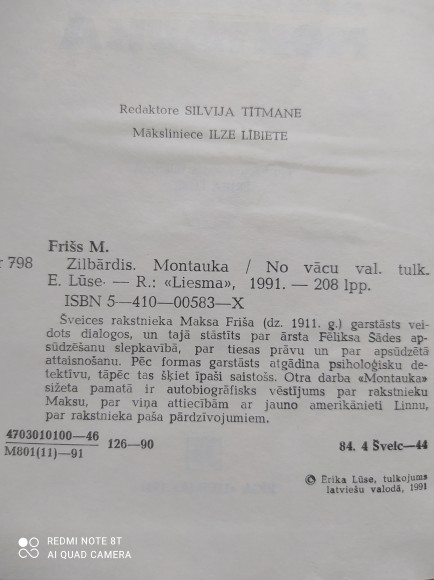 Redaktore SILVIJA TĪTMANE
Māksliniece ILZE LĪBIETE
Frišs M.
798 Zilbārdis. Montauka / No vācu val. tulk.
E. Lūse. — R.: «Liesma», 1991. — 208 lpp.
ISBN 5—410—00583—X
Šveices rakstnieka Maksa Friša (dz. 1911. g.) garstāsts vei-
dots dialogos, un tajā stāstīts par ārsta Fēliksa Šādes ap-
sūdzēšanu slepkavībā, par tiesas prāvu un par apsūdzētā
attaisnošanu. Pēc formas garstāsts atgādina psiholoģisku de-
tektīvu, tāpēc tas šķiet īpaši saistošs. Otra darba «Montauka»
sižeta pamatā ir autobiogrāfisks vēstījums par rakstnieku
Maksu, par viņa attiecībām ar jauno amerikānieti Linnu,
par rakstnieka paša pārdzīvojumiem.
4703010100—46
M801(11)—91
126—90
84. 4 Šveic—44
© Ērika Lūse, tulkojums
latviešu valodā, 1991
REDMI NOTE 8T
AI QUAD CAMERA